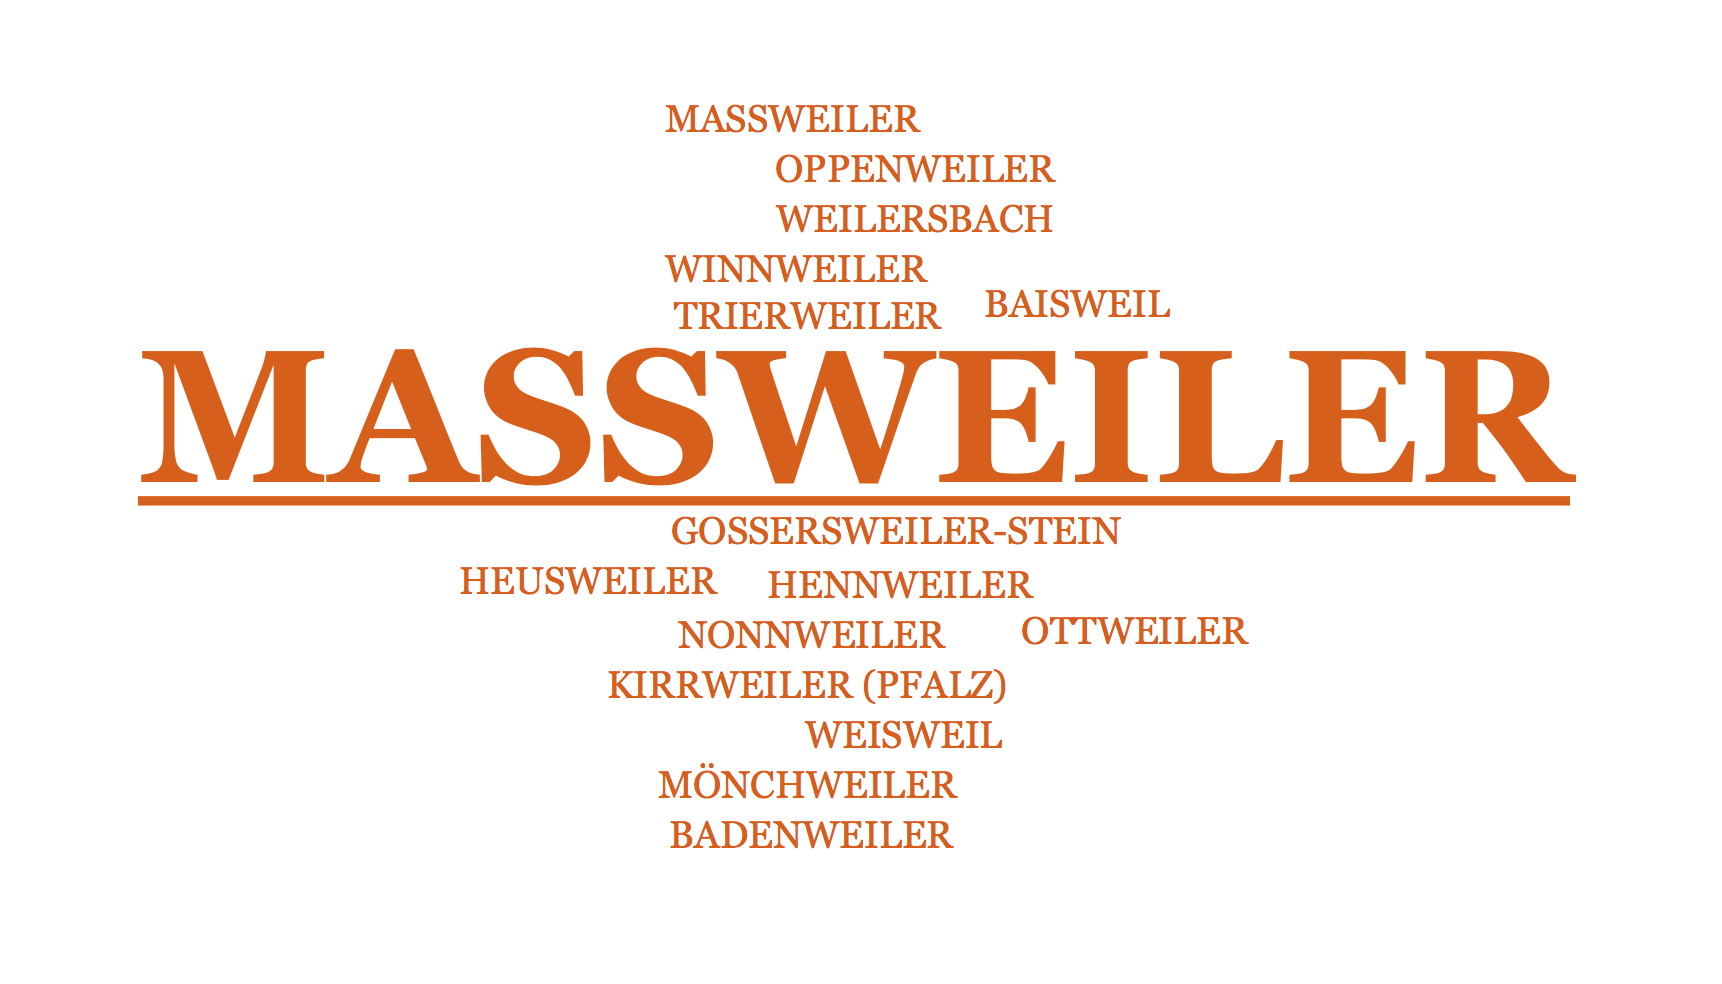 MASSWEILER
OPPENWEILER
WEILERSBACH
WINNWEILER
TRIERWEILER
BAISWEIL
MASSWEILER
GOSSERSWEILER-STEIN
HEUSWEILER
HENNWEILER
NONNWEILER
OTTWEILER
KIRRWEILER (PFALZ)
WEISWEIL
MÖNCHWEILER
BADENWEILER